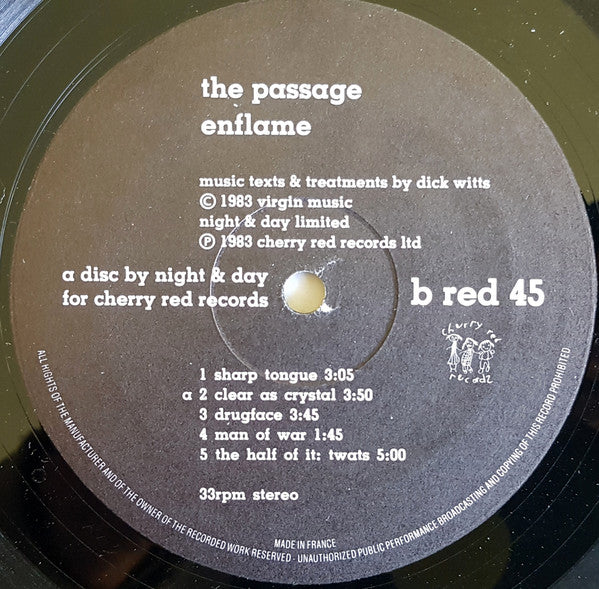 the passage
enflame
music texts & treatments by dick witts
© 1983 virgin music
night & day limited
℗ 1983 cherry red records ltd
a disc by night & day
for cherry red records
b red 45
cherry red
recordz
1 sharp tongue 3:05
a 2 clear as crystal 3:50
3 drugface 3:45
4 man of war 1:45
5 the half of it: twats 5:00
33rpm stereo
MADE IN FRANCE
ALL RIGHTS OF THE MANUFACTURER AND OF THE OWNER OF THE RECORDED WORK RESERVED - UNAUTHORIZED PUBLIC PERFORMANCE BROADCASTING AND COPYING OF THIS RECORD PROHIBITED